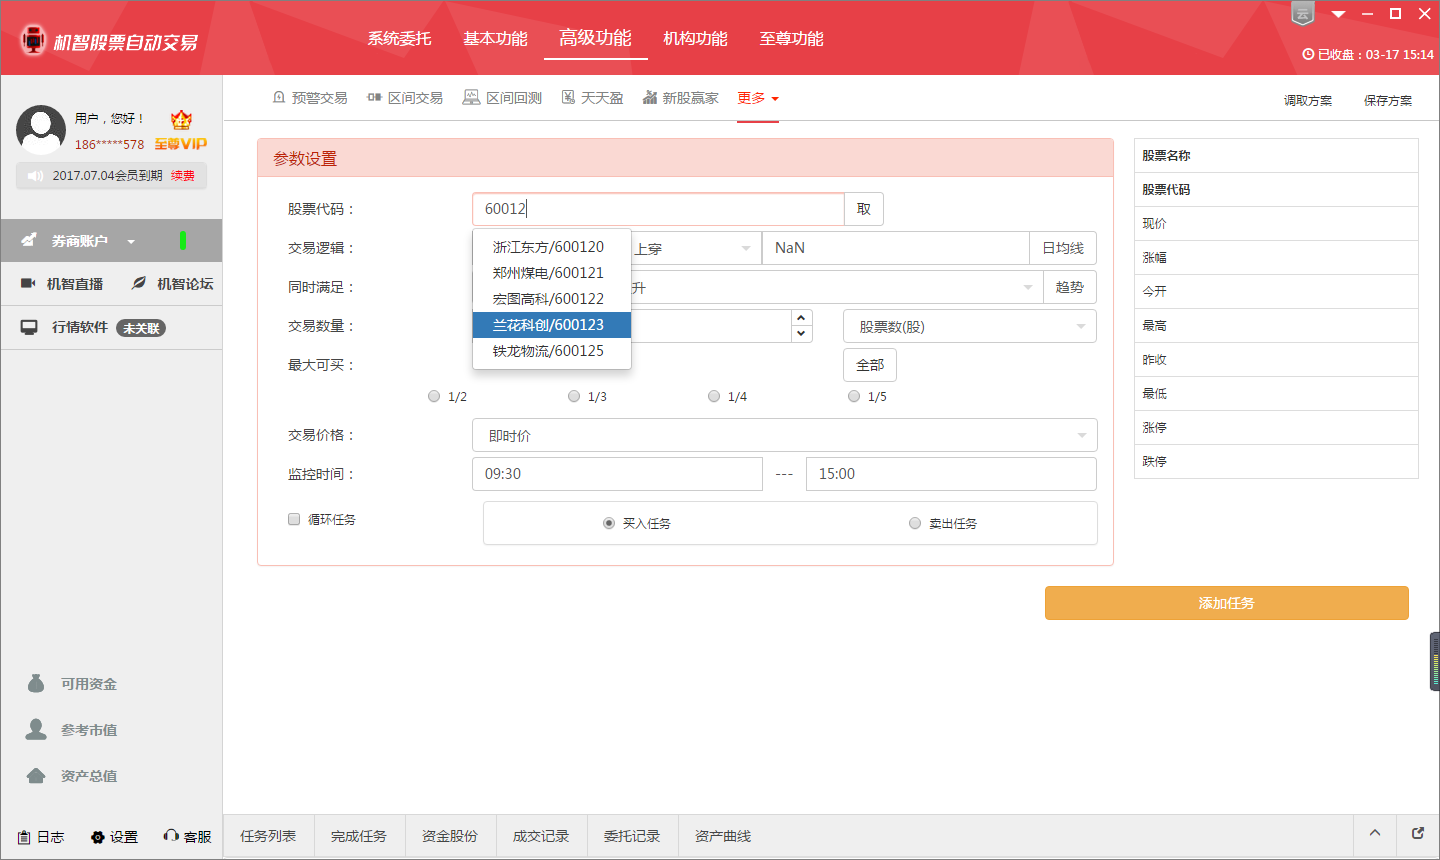 云
机智股票自动交易
系统委托 基本功能 高级功能 机构功能 至尊功能
已收盘：03-17 15:14
用户，您好！
186*****578 至尊VIP
2017.07.04会员到期 续费
券商账户
机智直播 机智论坛
行情软件 未关联
可用资金
参考市值
资产总值
日志 设置 客服
预警交易 区间交易 区间回测 天天盈 新股赢家 更多
调取方案 保存方案
参数设置
股票代码： 60012 取
浙江东方/600120
郑州煤电/600121
宏图高科/600122
兰花科创/600123
铁龙物流/600125
交易逻辑： 上穿 NaN 日均线
同时满足： 升 趋势
交易数量： 股票数(股)
最大可买： 全部
1/2 1/3 1/4 1/5
交易价格： 即时价
监控时间： 09:30 --- 15:00
循环任务 买入任务 卖出任务
添加任务
股票名称
股票代码
现价
涨幅
今开
最高
昨收
最低
涨停
跌停
任务列表 完成任务 资金股份 成交记录 委托记录 资产曲线